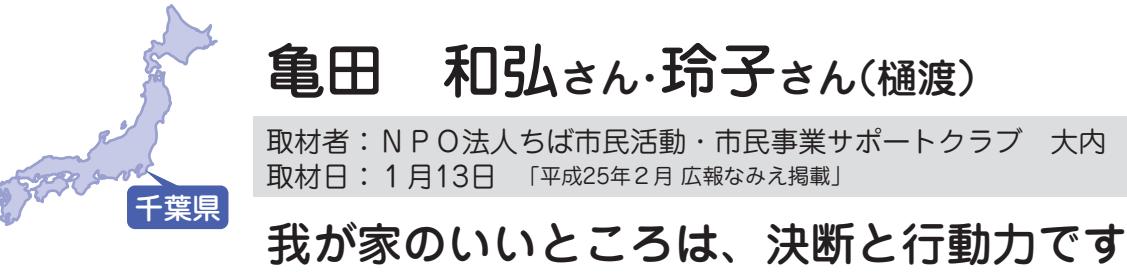 亀田　和弘さん・玲子さん（樋渡）
取材者：ＮＰＯ法人ちば市民活動・市民事業サポートクラブ　大内
取材日：１月13日　「平成25年２月 広報なみえ掲載」
千葉県
我が家のいいところは、決断と行動力です